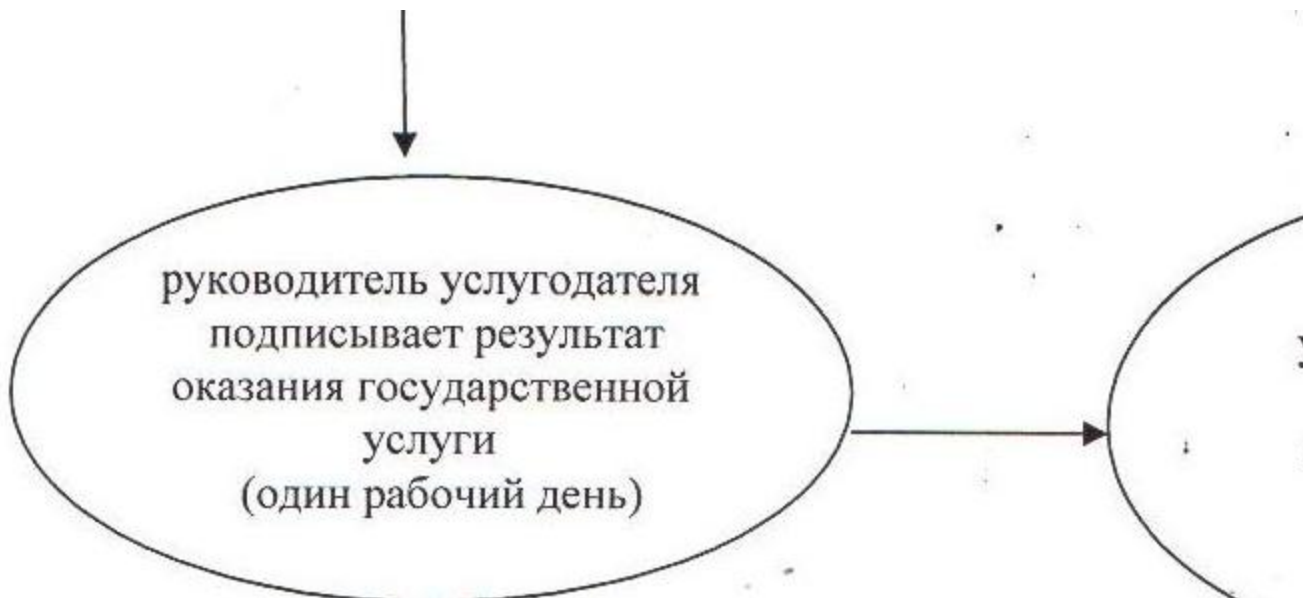 руководитель услугодателя
подписывает результат
оказания государственной
услуги
(один рабочий день)